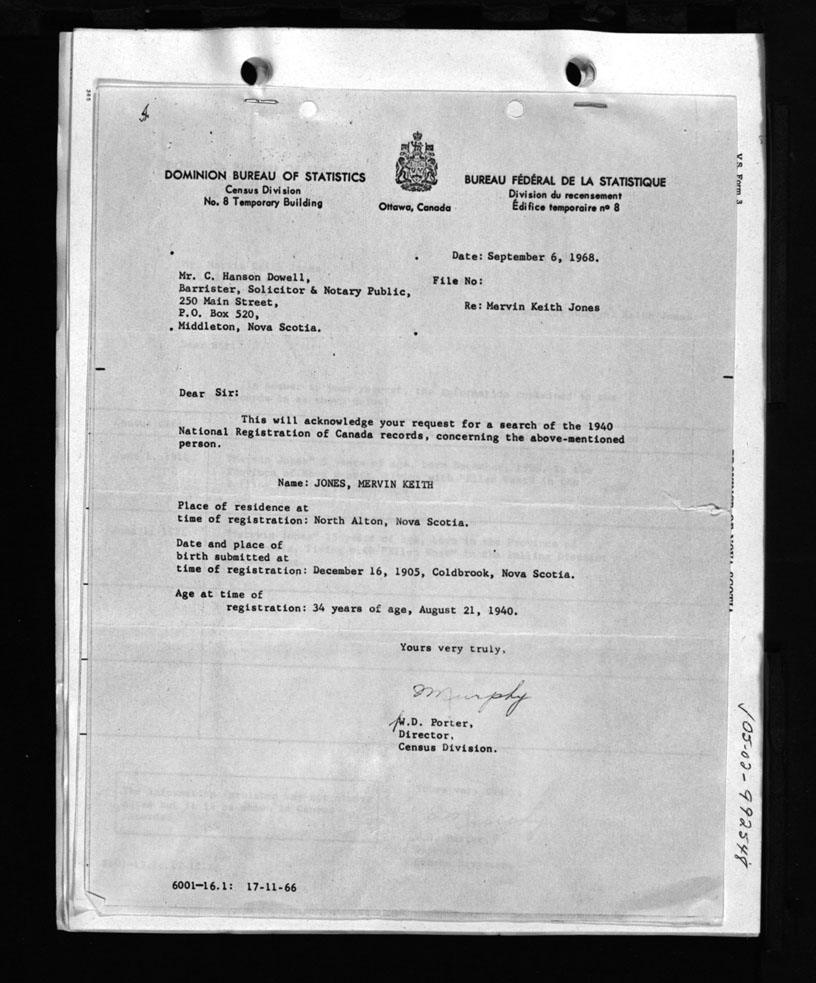 DOMINION BUREAU OF STATISTICS
Census Division
No. 8 Temporary Building
Ottawa, Canada
BUREAU FÉDÉRAL DE LA STATISTIQUE
Division du recensement
Édifice temporaire nº 8
V.S. Form 3
Date: September 6, 1968.
Mr. C. Hanson Dowell,
Barrister, Solicitor & Notary Public,
250 Main Street,
P.O. Box 520,
Middleton, Nova Scotia.
File No:
Re: Mervin Keith Jones
Dear Sir:
This will acknowledge your request for a search of the 1940
National Registration of Canada records, concerning the above-mentioned
person.
Name: JONES, MERVIN KEITH
Place of residence at
time of registration: North Alton, Nova Scotia.
Date and place of
birth submitted at
time of registration: December 16, 1905, Coldbrook, Nova Scotia.
Age at time of
registration: 34 years of age, August 21, 1940.
Yours very truly,
Murphy
W.D. Porter,
Director,
Census Division.
6001-16.1: 17-11-66
105-02-992548